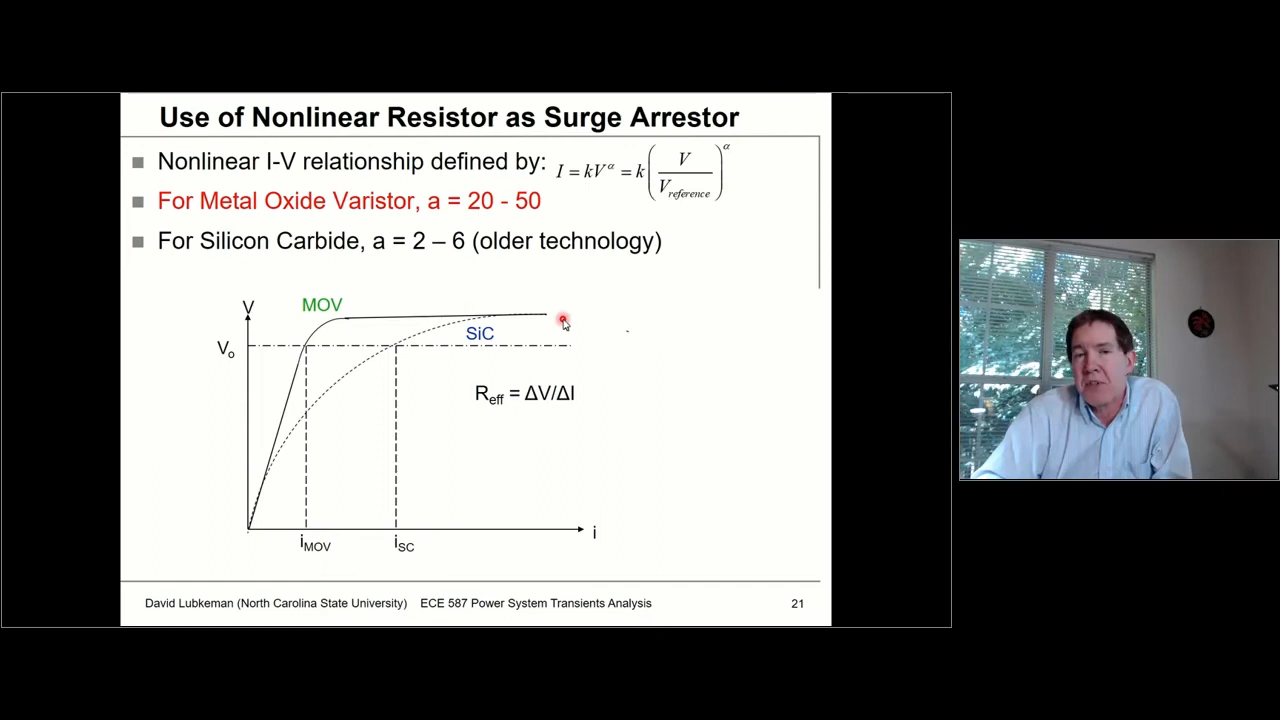 Use of Nonlinear Resistor as Surge Arrestor
Nonlinear I-V relationship defined by: I = kV^α = k(V/V_reference)^α
For Metal Oxide Varistor, a = 20 - 50
For Silicon Carbide, a = 2 – 6 (older technology)
V
MOV
SiC
V_o
R_eff = ΔV/ΔI
i
i_MOV
i_SC
David Lubkeman (North Carolina State University) ECE 587 Power System Transients Analysis 21